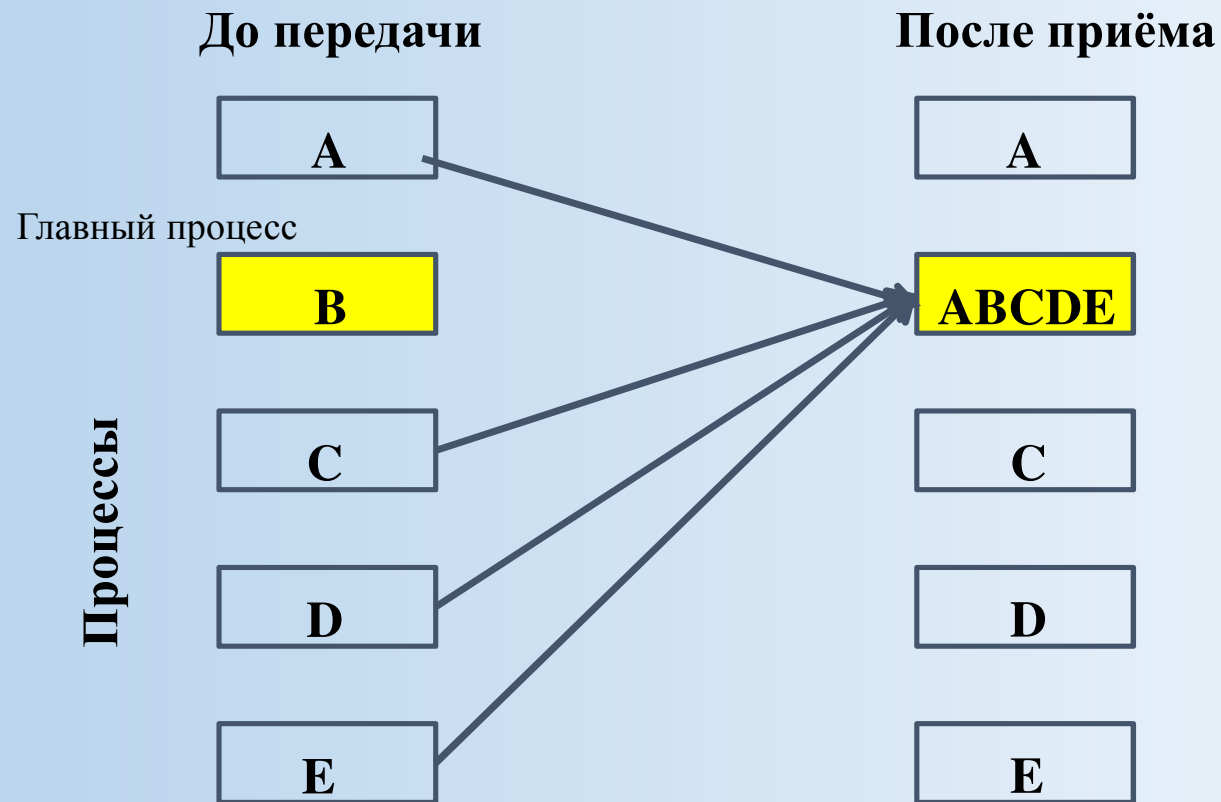 До передачи
После приёма
A
A
Главный процесс
B
ABCDE
Процессы
C
C
D
D
E
E